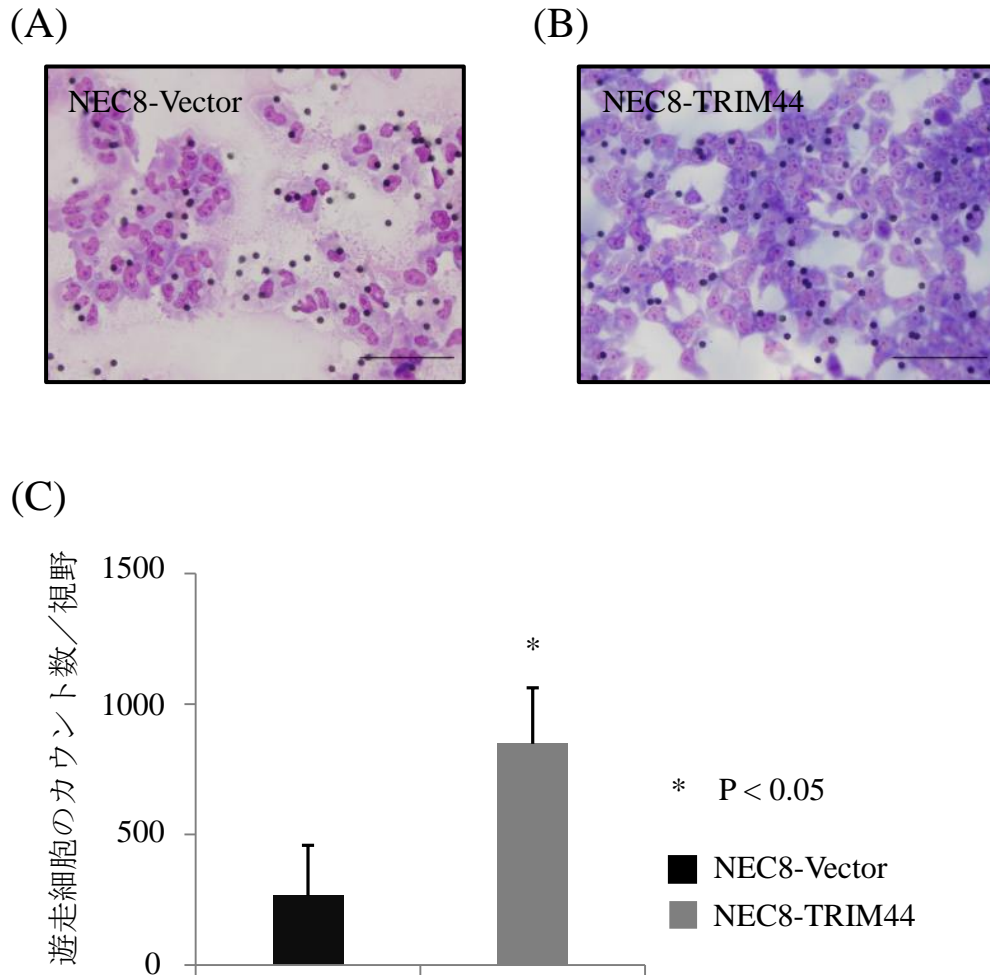 (A)
(B)
NEC8-Vector
NEC8-TRIM44
(C)
遊走細胞のカウント数／視野
1500
1000
500
0
*
* P < 0.05
NEC8-Vector
NEC8-TRIM44